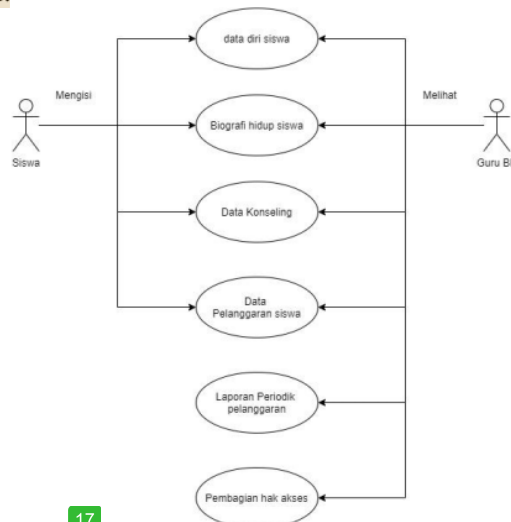 data diri siswa
Mengisi
Melihat
Biografi hidup siswa
Siswa
Guru B
Data Konseling
Data
Pelanggaran siswa
Laporan Periodik
pelanggaran
Pembagian hak akses
17